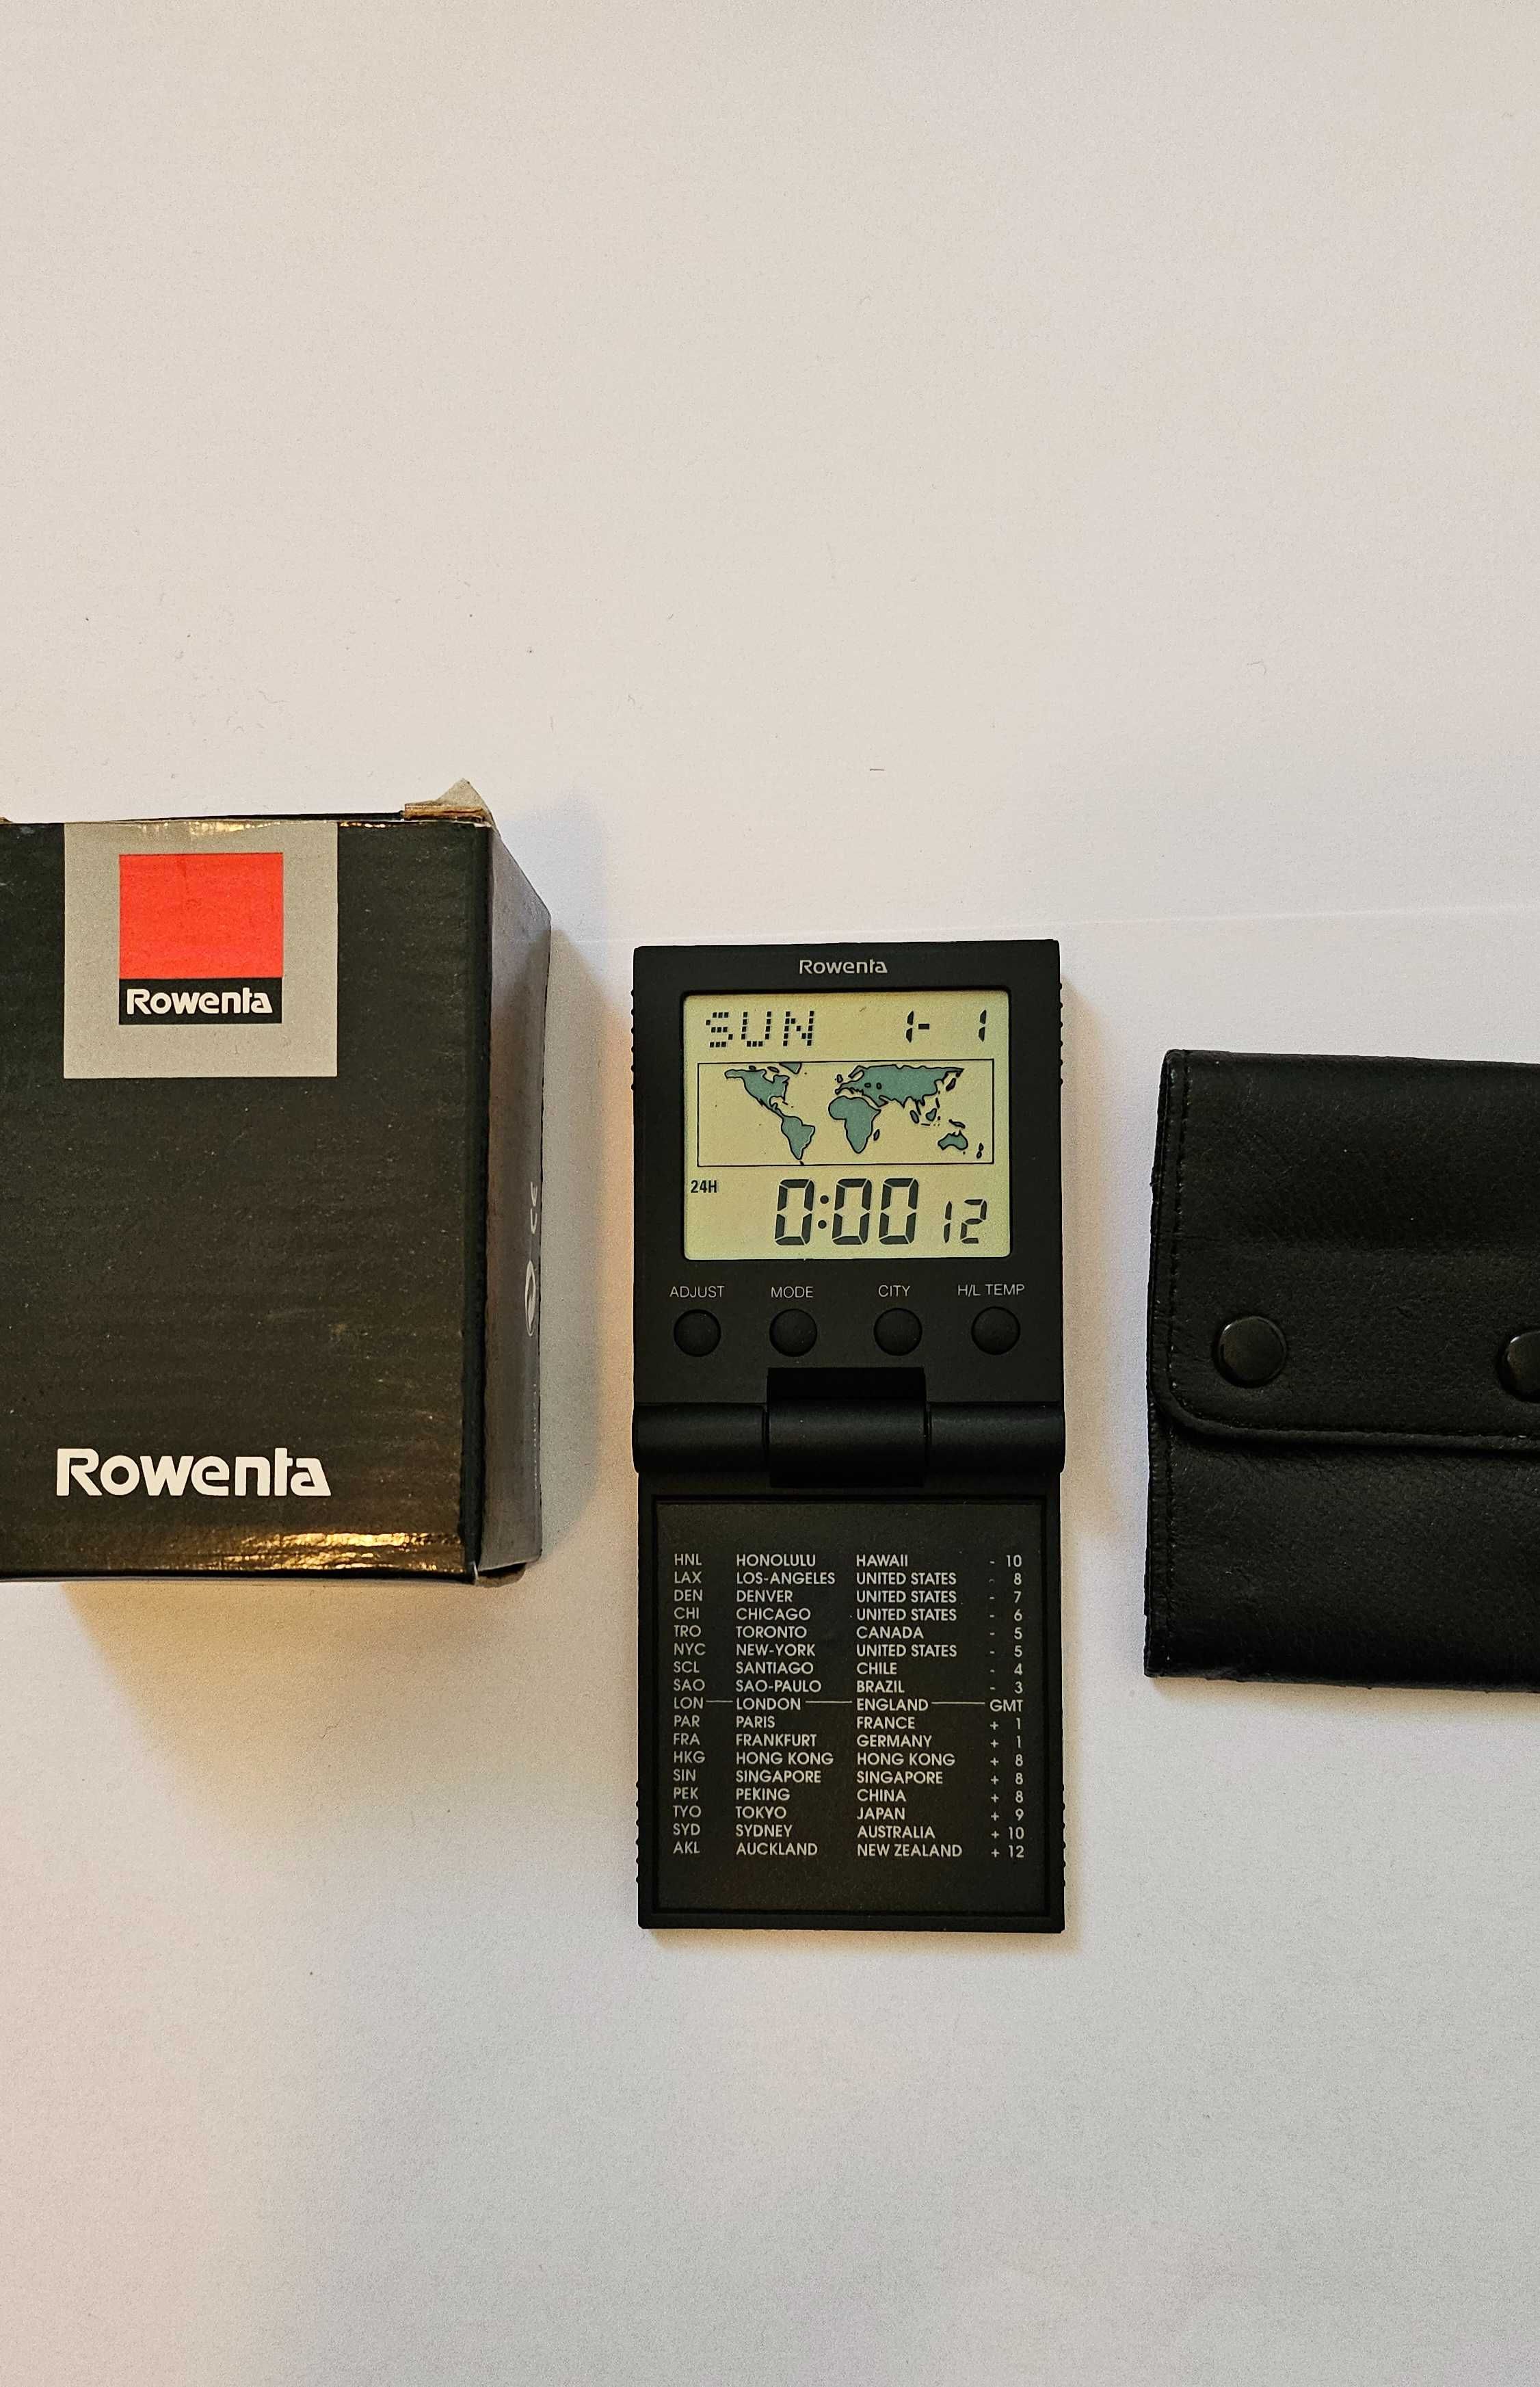 Rowenta
Rowenta
Rowenta
SUN 1- 1
24H 0:00 12
ADJUST MODE CITY H/L TEMP
HNL HONOLULU HAWAII - 10
LAX LOS-ANGELES UNITED STATES - 8
DEN DENVER UNITED STATES - 7
CHI CHICAGO UNITED STATES - 6
TRO TORONTO CANADA - 5
NYC NEW-YORK UNITED STATES - 5
SCL SANTIAGO CHILE - 4
SAO SAO-PAULO BRAZIL - 3
LON LONDON ENGLAND GMT
PAR PARIS FRANCE + 1
FRA FRANKFURT GERMANY + 1
HKG HONG KONG HONG KONG + 8
SIN SINGAPORE SINGAPORE + 8
PEK PEKING CHINA + 8
TYO TOKYO JAPAN + 9
SYD SYDNEY AUSTRALIA + 10
AKL AUCKLAND NEW ZEALAND + 12